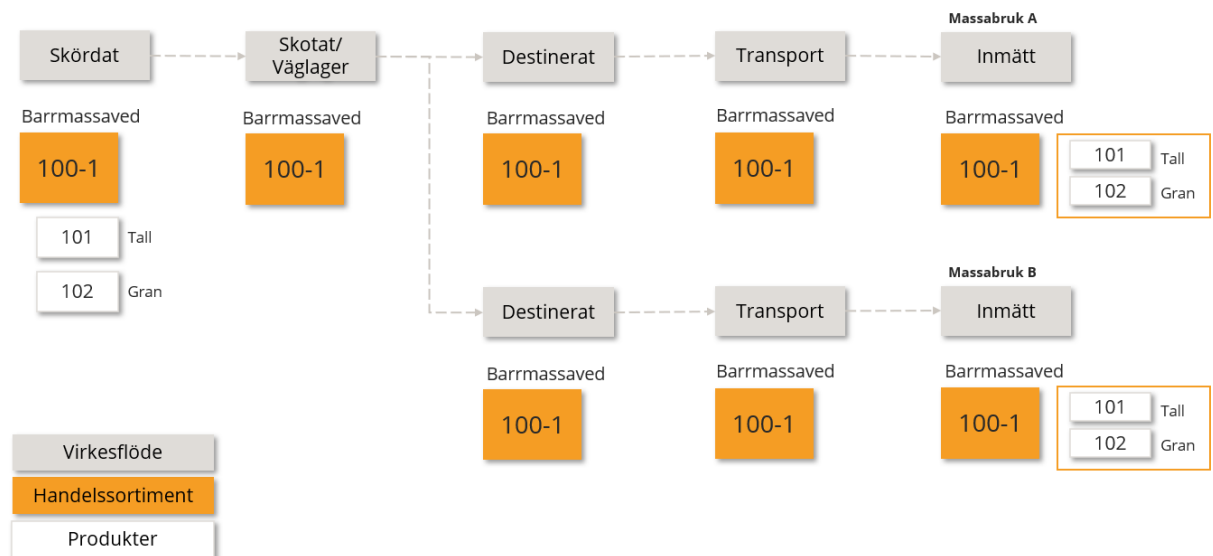 Massabruk A
Skördat
Skotat/
Väglager
Destinerat
Transport
Inmätt
Barrmassaved
Barrmassaved
Barrmassaved
Barrmassaved
Barrmassaved
100-1
100-1
100-1
100-1
100-1
101
Tall
102
Gran
101
Tall
102
Gran
Massabruk B
Destinerat
Transport
Inmätt
Barrmassaved
Barrmassaved
Barrmassaved
100-1
100-1
100-1
101
Tall
102
Gran
Virkesflöde
Handelssortiment
Produkter